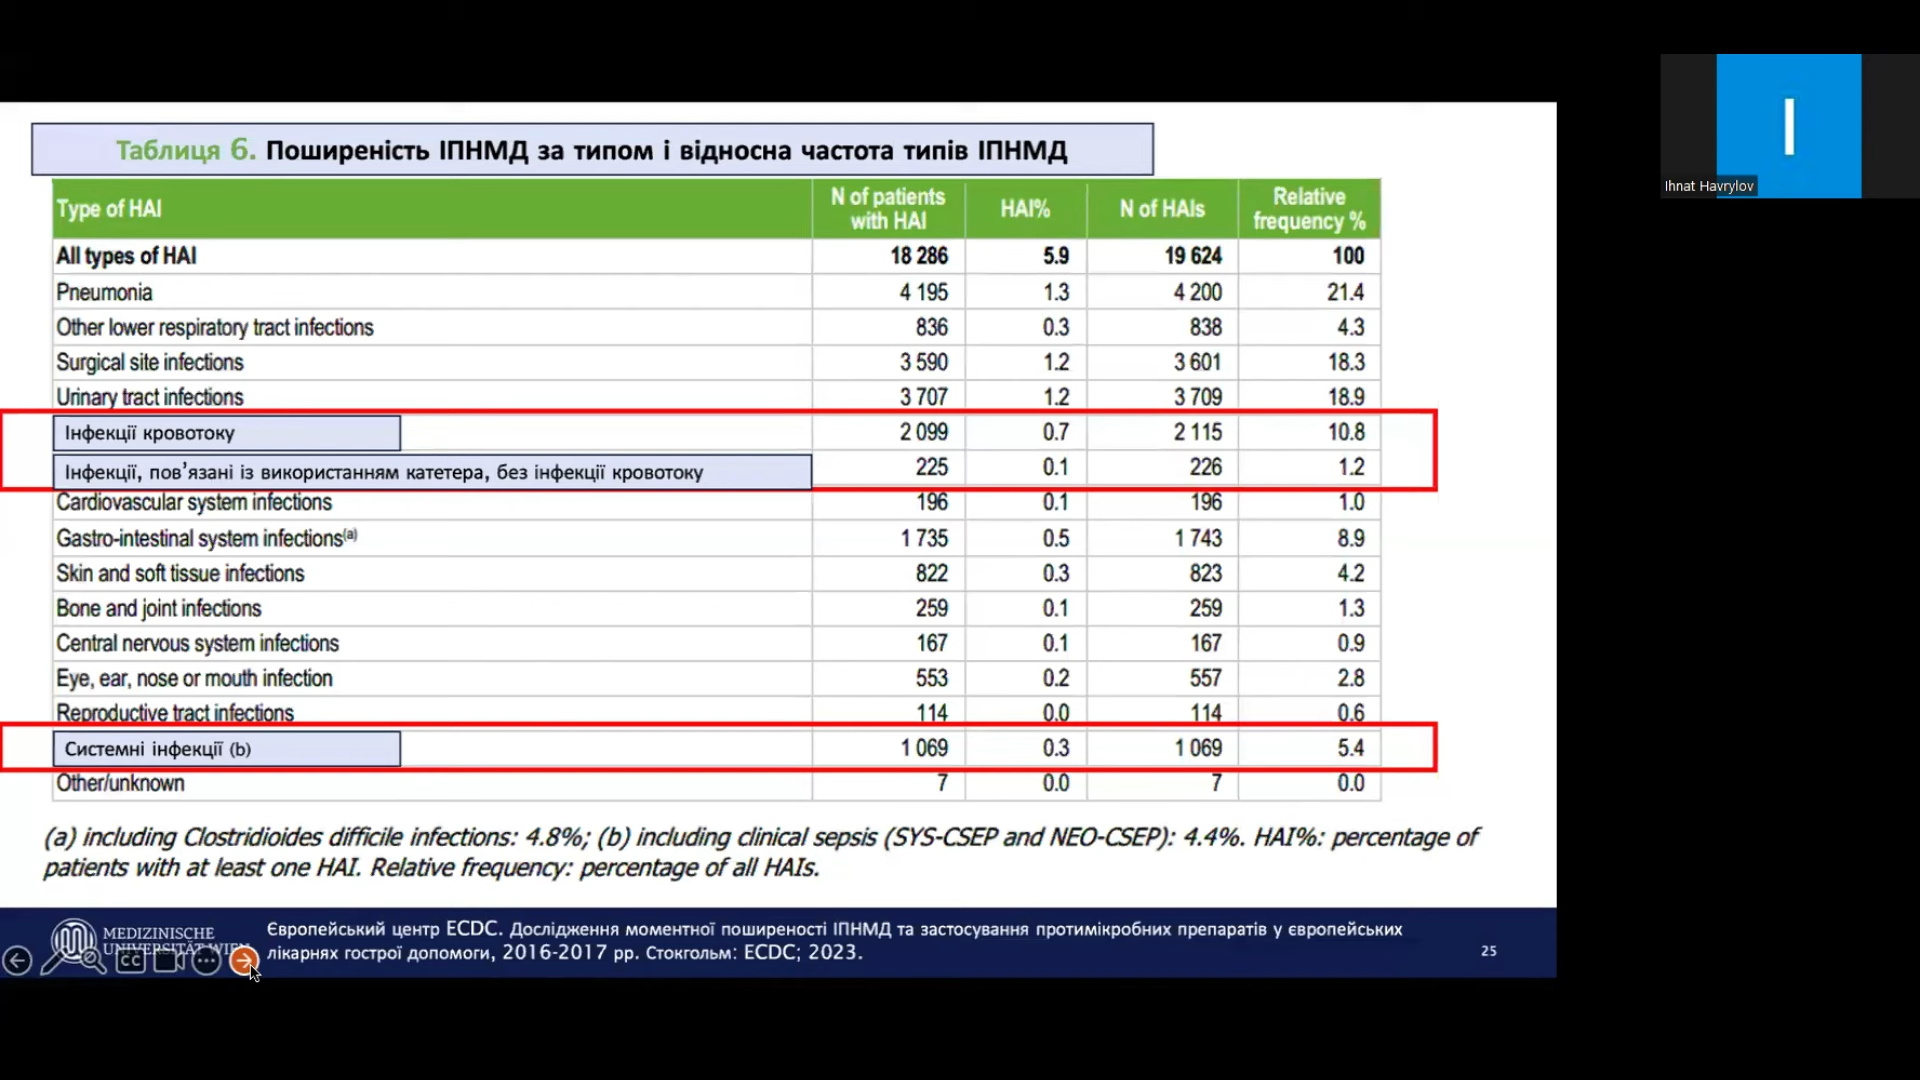 Таблиця 6. Поширеність ІПНМД за типом і відносна частота типів ІПНМД
Type of HAI N of patients with HAI HAI% N of HAIs Relative frequency %
All types of HAI 18 286 5.9 19 624 100
Pneumonia 4 195 1.3 4 200 21.4
Other lower respiratory tract infections 836 0.3 838 4.3
Surgical site infections 3 590 1.2 3 601 18.3
Urinary tract infections 3 707 1.2 3 709 18.9
Інфекції кровотоку 2 099 0.7 2 115 10.8
Інфекції, пов’язані із використанням катетера, без інфекції кровотоку 225 0.1 226 1.2
Cardiovascular system infections 196 0.1 196 1.0
Gastro-intestinal system infections(a) 1 735 0.5 1 743 8.9
Skin and soft tissue infections 822 0.3 823 4.2
Bone and joint infections 259 0.1 259 1.3
Central nervous system infections 167 0.1 167 0.9
Eye, ear, nose or mouth infection 553 0.2 557 2.8
Reproductive tract infections 114 0.0 114 0.6
Системні інфекції (b) 1 069 0.3 1 069 5.4
Other/unknown 7 0.0 7 0.0
(a) including Clostridioides difficile infections: 4.8%; (b) including clinical sepsis (SYS-CSEP and NEO-CSEP): 4.4%. HAI%: percentage of
patients with at least one HAI. Relative frequency: percentage of all HAIs.
MEDIZINISCHE
UNIVERSITÄT WIEN
Європейський центр ECDC. Дослідження моментної поширеності ІПНМД та застосування протимікробних препаратів у європейських
лікарнях гострої допомоги, 2016-2017 рр. Стокгольм: ECDC; 2023.
25
CC
I
Ihnat Havrylov